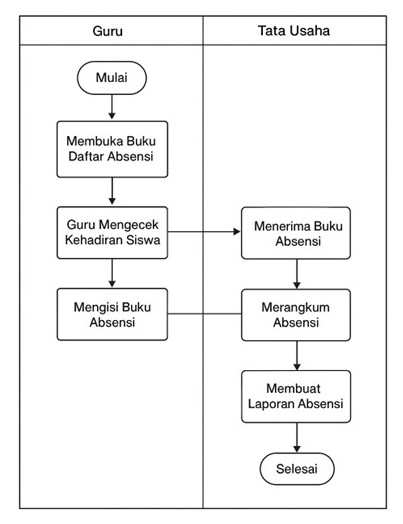 Guru
Tata Usaha
Mulai
Membuka Buku
Daftar Absensi
Guru Mengecek
Kehadiran Siswa
Menerima Buku
Absensi
Mengisi Buku
Absensi
Merangkum
Absensi
Membuat
Laporan Absensi
Selesai